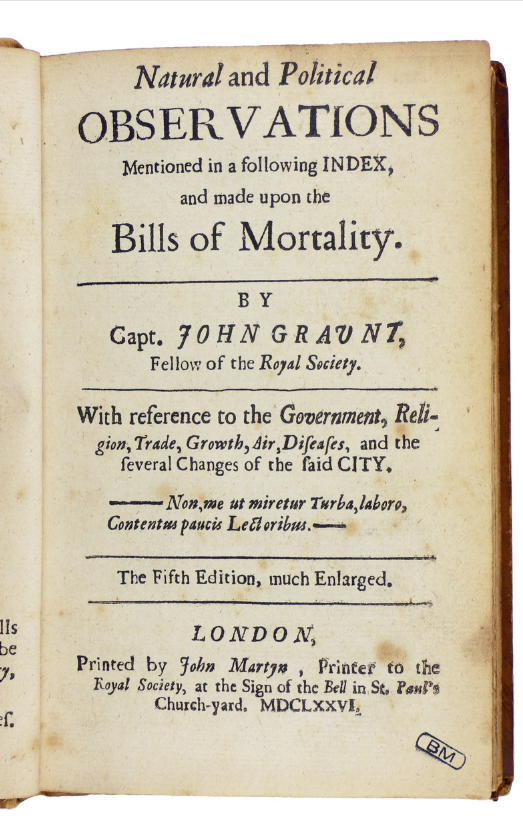 Natural and Political
OBSERVATIONS
Mentioned in a following INDEX,
and made upon the
Bills of Mortality.
BY
Capt. JOHN GRAUNT,
Fellow of the Royal Society.
With reference to the Government, Reli-
gion, Trade, Growth, Air, Diſeaſes, and the
ſeveral Changes of the ſaid CITY.
—— Non, me ut miretur Turba, laboro,
Contentus paucis Lectoribus. ——
The Fifth Edition, much Enlarged.
LONDON,
Printed by John Martyn, Printer to the
Royal Society, at the Sign of the Bell in St. Paul's
Church-yard. MDCLXXVI.
BM